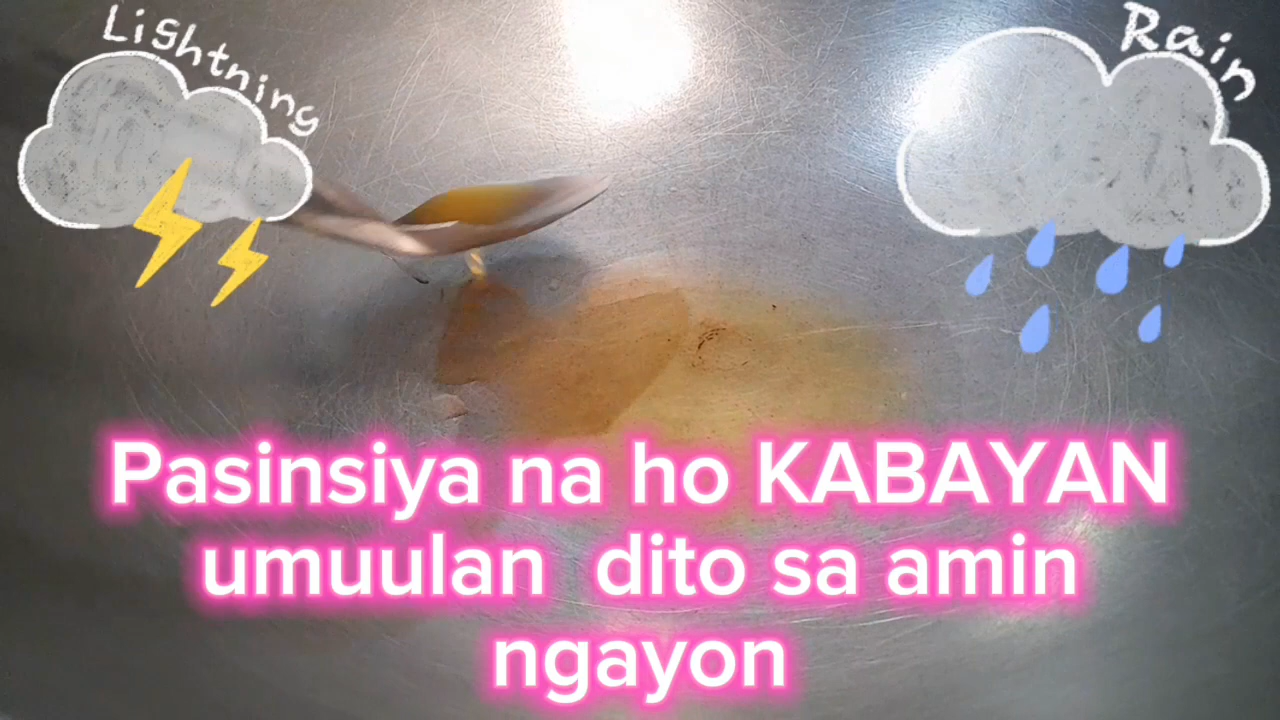 Lightning
Rain
Pasinsiya na ho KABAYAN
umuulan dito sa amin
ngayon